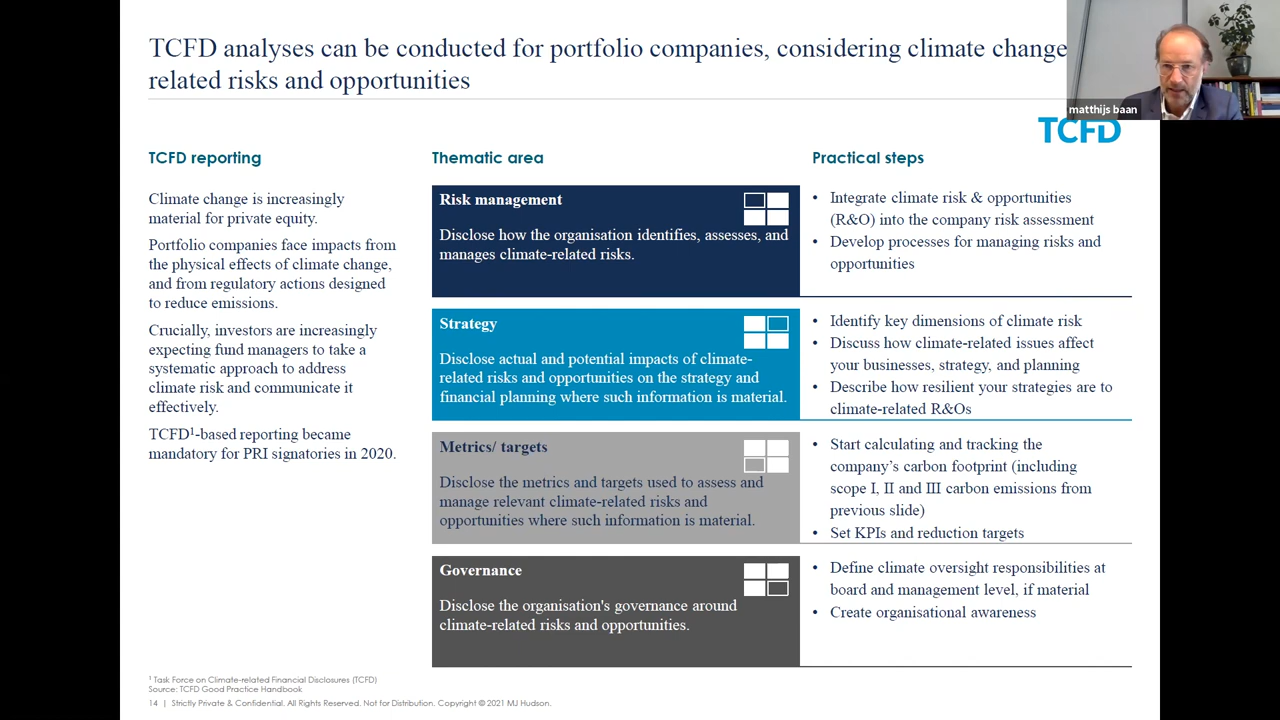 TCFD analyses can be conducted for portfolio companies, considering climate change
related risks and opportunities
matthijs baan
TCFD
TCFD reporting
Climate change is increasingly
material for private equity.
Portfolio companies face impacts from
the physical effects of climate change,
and from regulatory actions designed
to reduce emissions.
Crucially, investors are increasingly
expecting fund managers to take a
systematic approach to address
climate risk and communicate it
effectively.
TCFD¹-based reporting became
mandatory for PRI signatories in 2020.
Thematic area
Risk management
Disclose how the organisation identifies, assesses, and
manages climate-related risks.
Strategy
Disclose actual and potential impacts of climate-
related risks and opportunities on the strategy and
financial planning where such information is material.
Metrics/ targets
Disclose the metrics and targets used to assess and
manage relevant climate-related risks and
opportunities where such information is material.
Governance
Disclose the organisation's governance around
climate-related risks and opportunities.
Practical steps
• Integrate climate risk & opportunities
(R&O) into the company risk assessment
• Develop processes for managing risks and
opportunities
• Identify key dimensions of climate risk
• Discuss how climate-related issues affect
your businesses, strategy, and planning
• Describe how resilient your strategies are to
climate-related R&Os
• Start calculating and tracking the
company's carbon footprint (including
scope I, II and III carbon emissions from
previous slide)
• Set KPIs and reduction targets
• Define climate oversight responsibilities at
board and management level, if material
• Create organisational awareness
¹ Task Force on Climate-related Financial Disclosures (TCFD)
Source: TCFD Good Practice Handbook
14 | Strictly Private & Confidential. All Rights Reserved. Not for Distribution. Copyright © 2021 MJ Hudson.